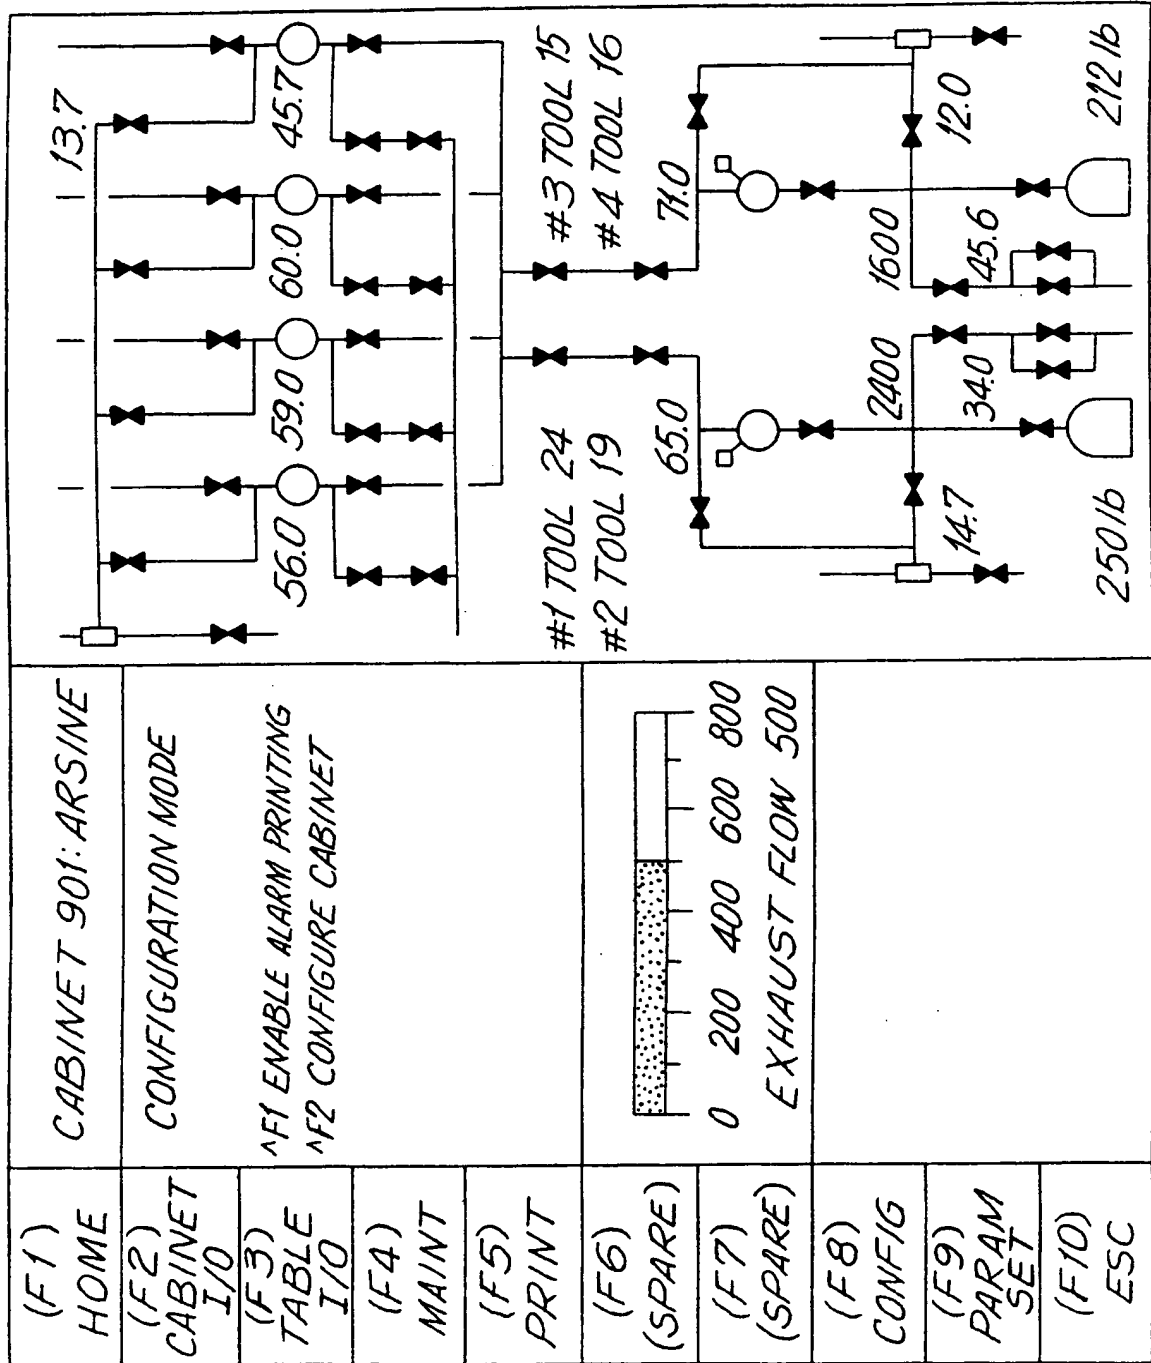 (F1)
HOME
(F2)
CABINET
I/O
(F3)
TABLE
I/O
(F4)
MAINT
(F5)
PRINT
(F6)
(SPARE)
(F7)
(SPARE)
(F8)
CONFIG
(F9)
PARAM
SET
(F10)
ESC
CABINET 901: ARSINE
CONFIGURATION MODE
^F1 ENABLE ALARM PRINTING
^F2 CONFIGURE CABINET
0 200 400 600 800
EXHAUST FLOW 500
13.7
56.0 59.0 60.0 45.7
#1 TOOL 24 #3 TOOL 15
#2 TOOL 19 #4 TOOL 16
65.0 71.0
2400 1600
14.7 34.0 45.6 12.0
250 lb 212 lb